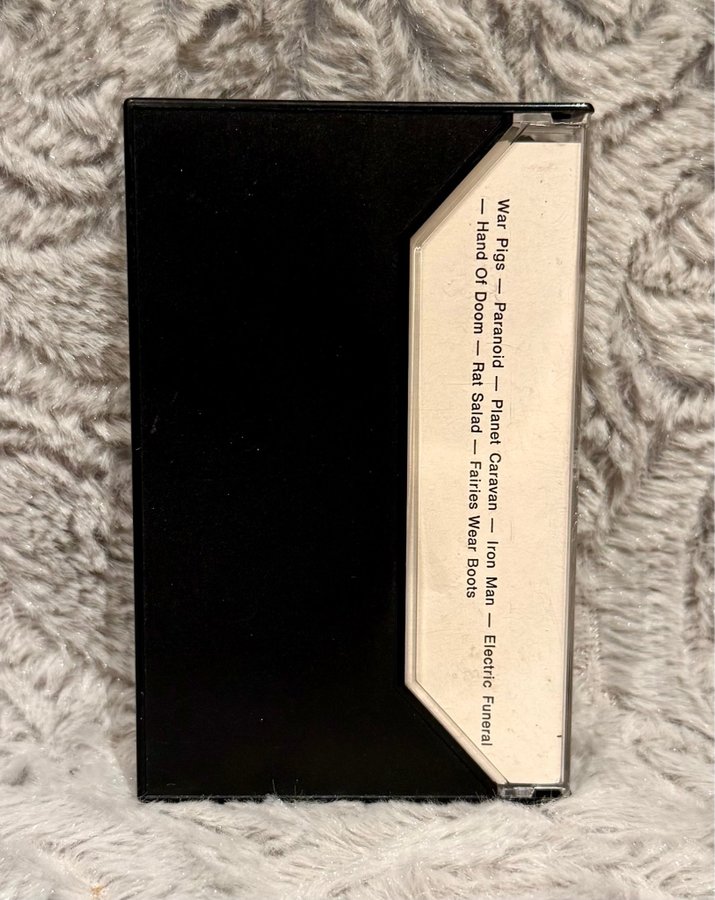 War Pigs — Paranoid — Planet Caravan — Iron Man — Electric Funeral
— Hand Of Doom — Rat Salad — Fairies Wear Boots